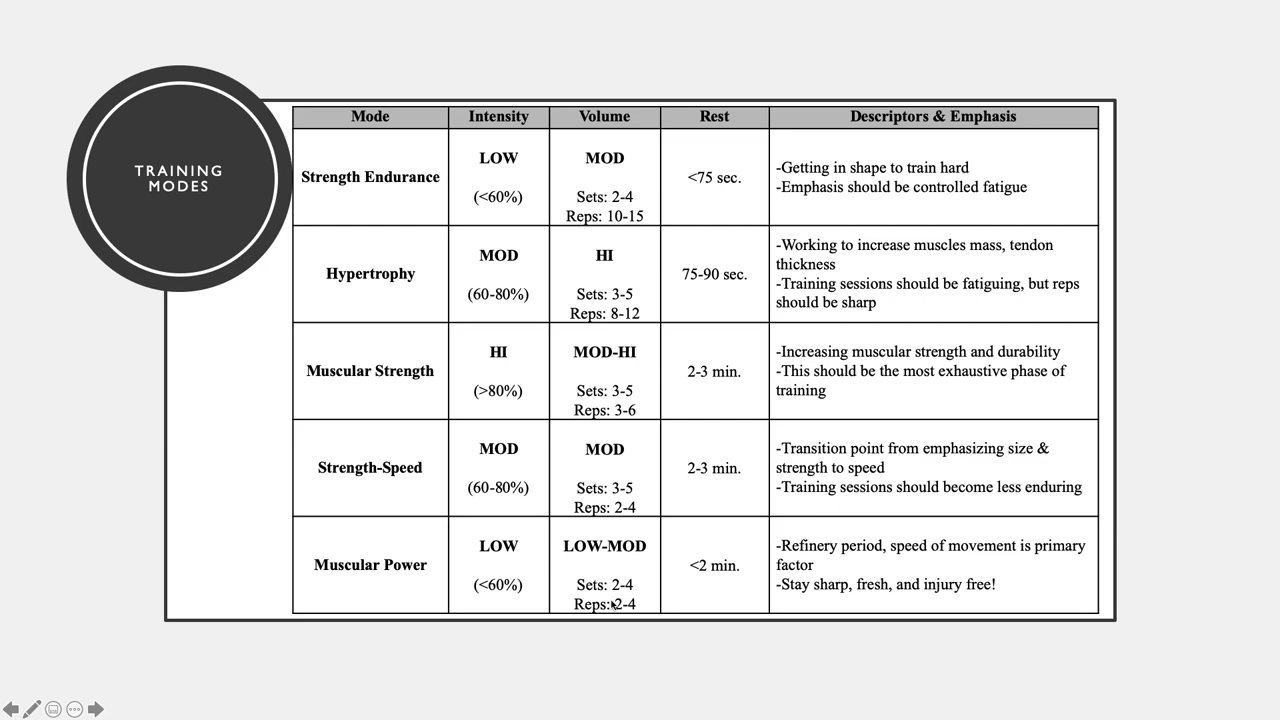 TRAINING
MODES
Mode Intensity Volume Rest Descriptors & Emphasis
Strength Endurance
LOW
(<60%)
MOD
Sets: 2-4
Reps: 10-15
<75 sec.
-Getting in shape to train hard
-Emphasis should be controlled fatigue
Hypertrophy
MOD
(60-80%)
HI
Sets: 3-5
Reps: 8-12
75-90 sec.
-Working to increase muscles mass, tendon
thickness
-Training sessions should be fatiguing, but reps
should be sharp
Muscular Strength
HI
(>80%)
MOD-HI
Sets: 3-5
Reps: 3-6
2-3 min.
-Increasing muscular strength and durability
-This should be the most exhaustive phase of
training
Strength-Speed
MOD
(60-80%)
MOD
Sets: 3-5
Reps: 2-4
2-3 min.
-Transition point from emphasizing size &
strength to speed
-Training sessions should become less enduring
Muscular Power
LOW
(<60%)
LOW-MOD
Sets: 2-4
Reps: 2-4
<2 min.
-Refinery period, speed of movement is primary
factor
-Stay sharp, fresh, and injury free!